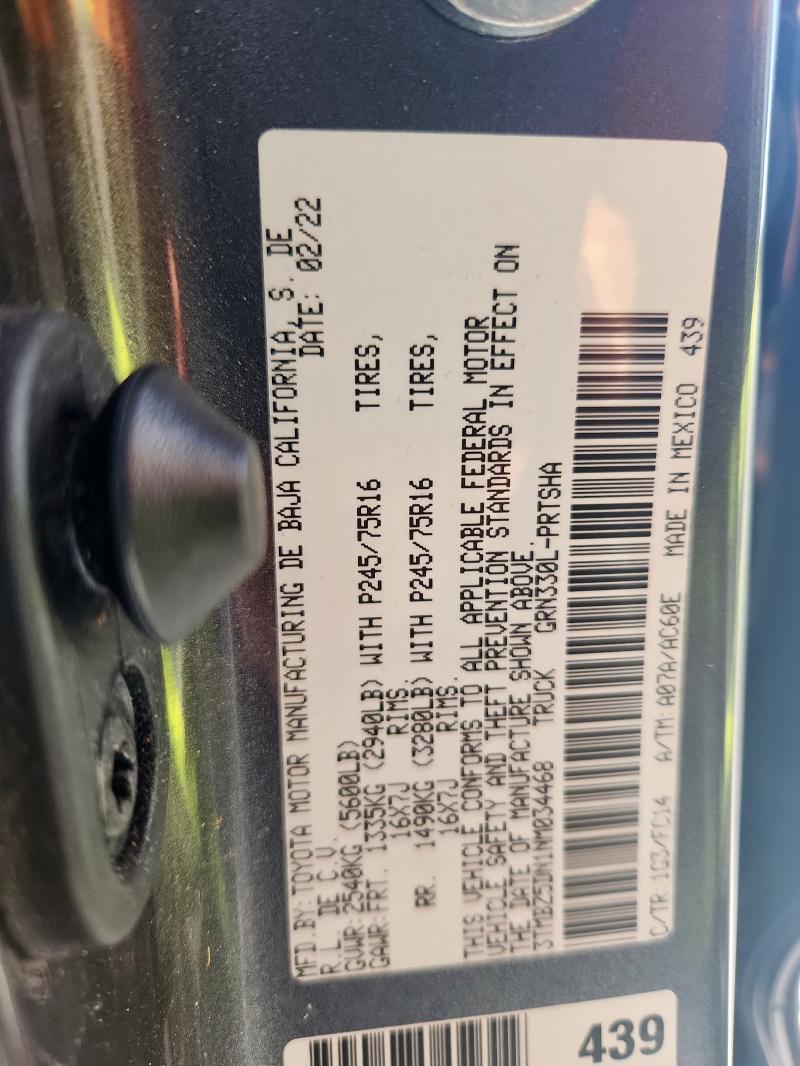 MFD BY: TOYOTA MOTOR MANUFACTURING DE BAJA CALIFORNIA, S. DE
R.L. DE C.V. DATE: 02/22
GVWR: 2540KG (5600LB)
GAWR: FRT. 1335KG (2940LB) WITH P245/75R16 TIRES,
16X7J RIMS.
RR. 1490KG (3280LB) WITH P245/75R16 TIRES,
16X7J RIMS.
THIS VEHICLE CONFORMS TO ALL APPLICABLE FEDERAL MOTOR
VEHICLE SAFETY AND THEFT PREVENTION STANDARDS IN EFFECT ON
THE DATE OF MANUFACTURE SHOWN ABOVE.
3TMBZ5DN1NM034468 TRUCK GRN330L-PRTSHA
C/TR: 1G3/FC14 A/TM: A07A/AC60E MADE IN MEXICO 439
439